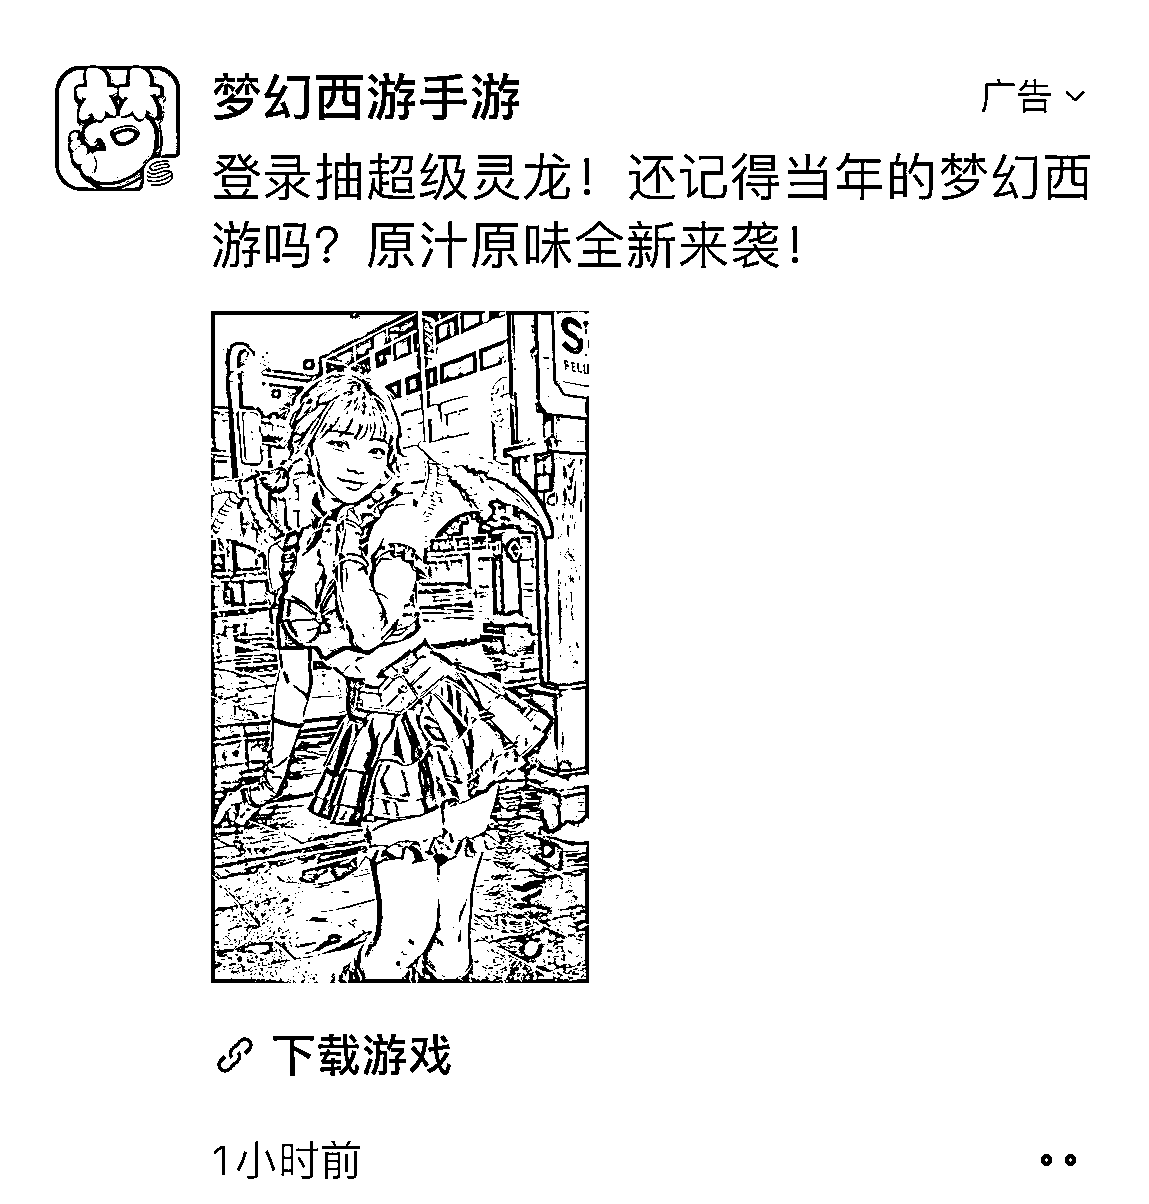 梦幻西游手游
广告
登录抽超级灵龙！还记得当年的梦幻西
游吗？原汁原味全新来袭！
下载游戏
1小时前